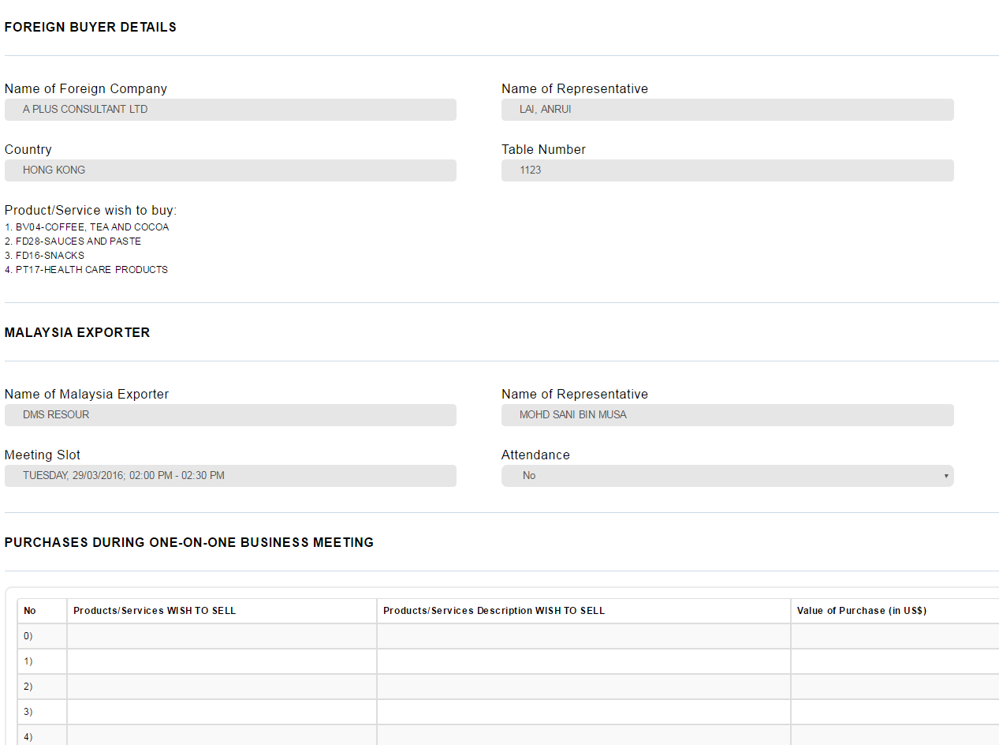 FOREIGN BUYER DETAILS
Name of Foreign Company
Name of Representative
A PLUS CONSULTANT LTD
LAI, ANRUI
Country
Table Number
HONG KONG
1123
Product/Service wish to buy:
1. BV04-COFFEE, TEA AND COCOA
2. FD28-SAUCES AND PASTE
3. FD16-SNACKS
4. PT17-HEALTH CARE PRODUCTS
MALAYSIA EXPORTER
Name of Malaysia Exporter
Name of Representative
DMS RESOUR
MOHD SANI BIN MUSA
Meeting Slot
Attendance
TUESDAY, 29/03/2016; 02:00 PM - 02:30 PM
No
PURCHASES DURING ONE-ON-ONE BUSINESS MEETING
No Products/Services WISH TO SELL Products/Services Description WISH TO SELL Value of Purchase (in US$)
0)
1)
2)
3)
4)